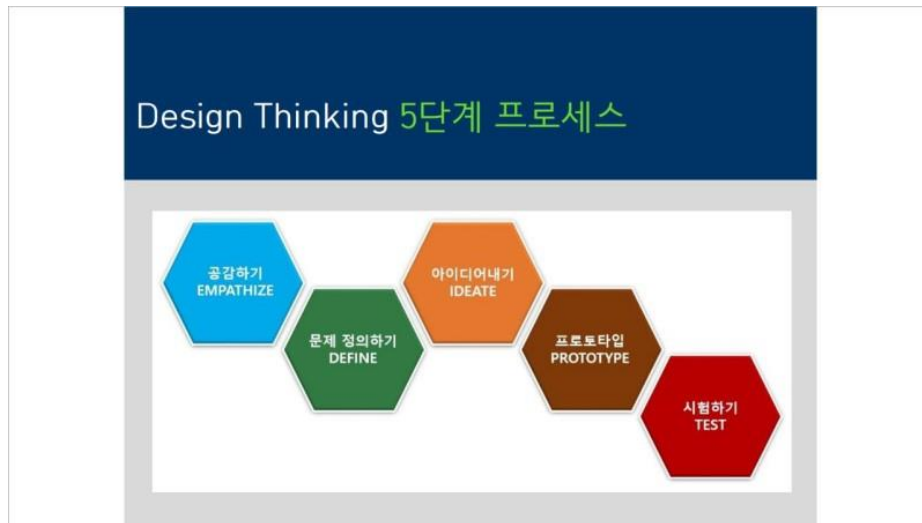 Design Thinking 5단계 프로세스
공감하기
EMPATHIZE
문제 정의하기
DEFINE
아이디어내기
IDEATE
프로토타입
PROTOTYPE
시험하기
TEST